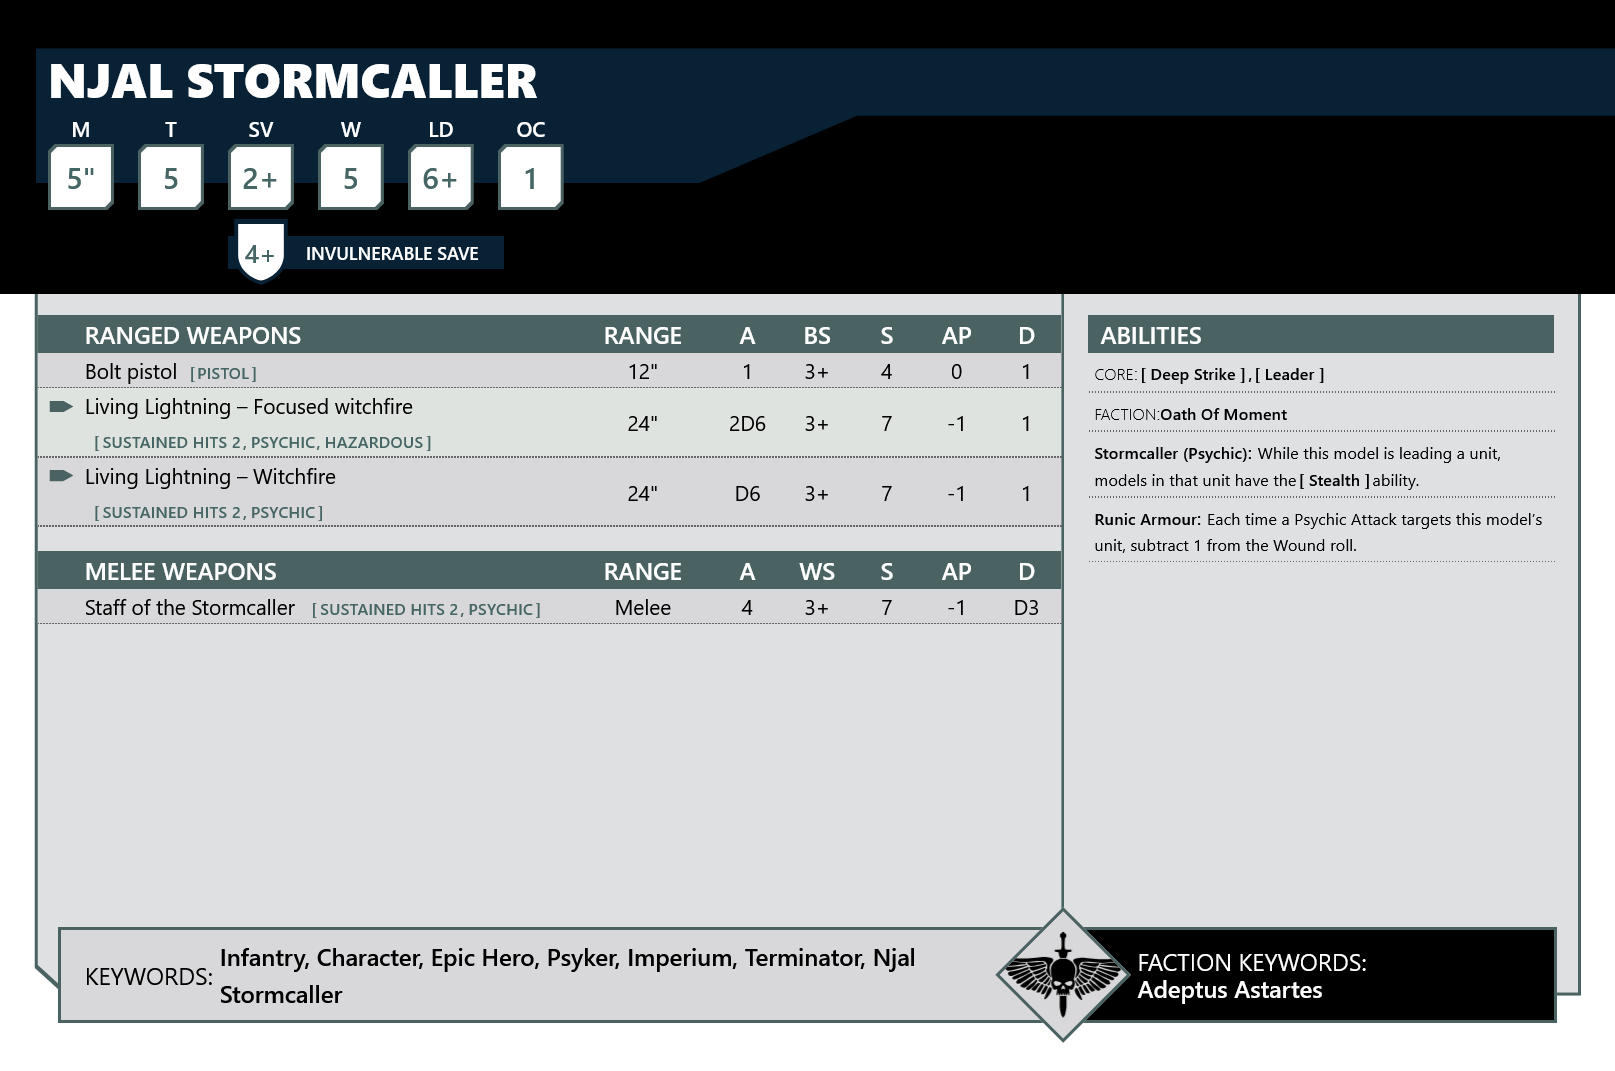 NJAL STORMCALLER
M T SV W LD OC
5" 5 2+ 5 6+ 1
4+ INVULNERABLE SAVE
RANGED WEAPONS RANGE A BS S AP D
Bolt pistol [PISTOL] 12" 1 3+ 4 0 1
Living Lightning – Focused witchfire
24" 2D6 3+ 7 -1 1
[SUSTAINED HITS 2, PSYCHIC, HAZARDOUS]
Living Lightning – Witchfire
24" D6 3+ 7 -1 1
[SUSTAINED HITS 2, PSYCHIC]
MELEE WEAPONS RANGE A WS S AP D
Staff of the Stormcaller [SUSTAINED HITS 2, PSYCHIC] Melee 4 3+ 7 -1 D3
ABILITIES
CORE: [ Deep Strike ], [ Leader ]
FACTION:Oath Of Moment
Stormcaller (Psychic): While this model is leading a unit,
models in that unit have the [ Stealth ] ability.
Runic Armour: Each time a Psychic Attack targets this model’s
unit, subtract 1 from the Wound roll.
KEYWORDS: Infantry, Character, Epic Hero, Psyker, Imperium, Terminator, Njal
Stormcaller
FACTION KEYWORDS:
Adeptus Astartes